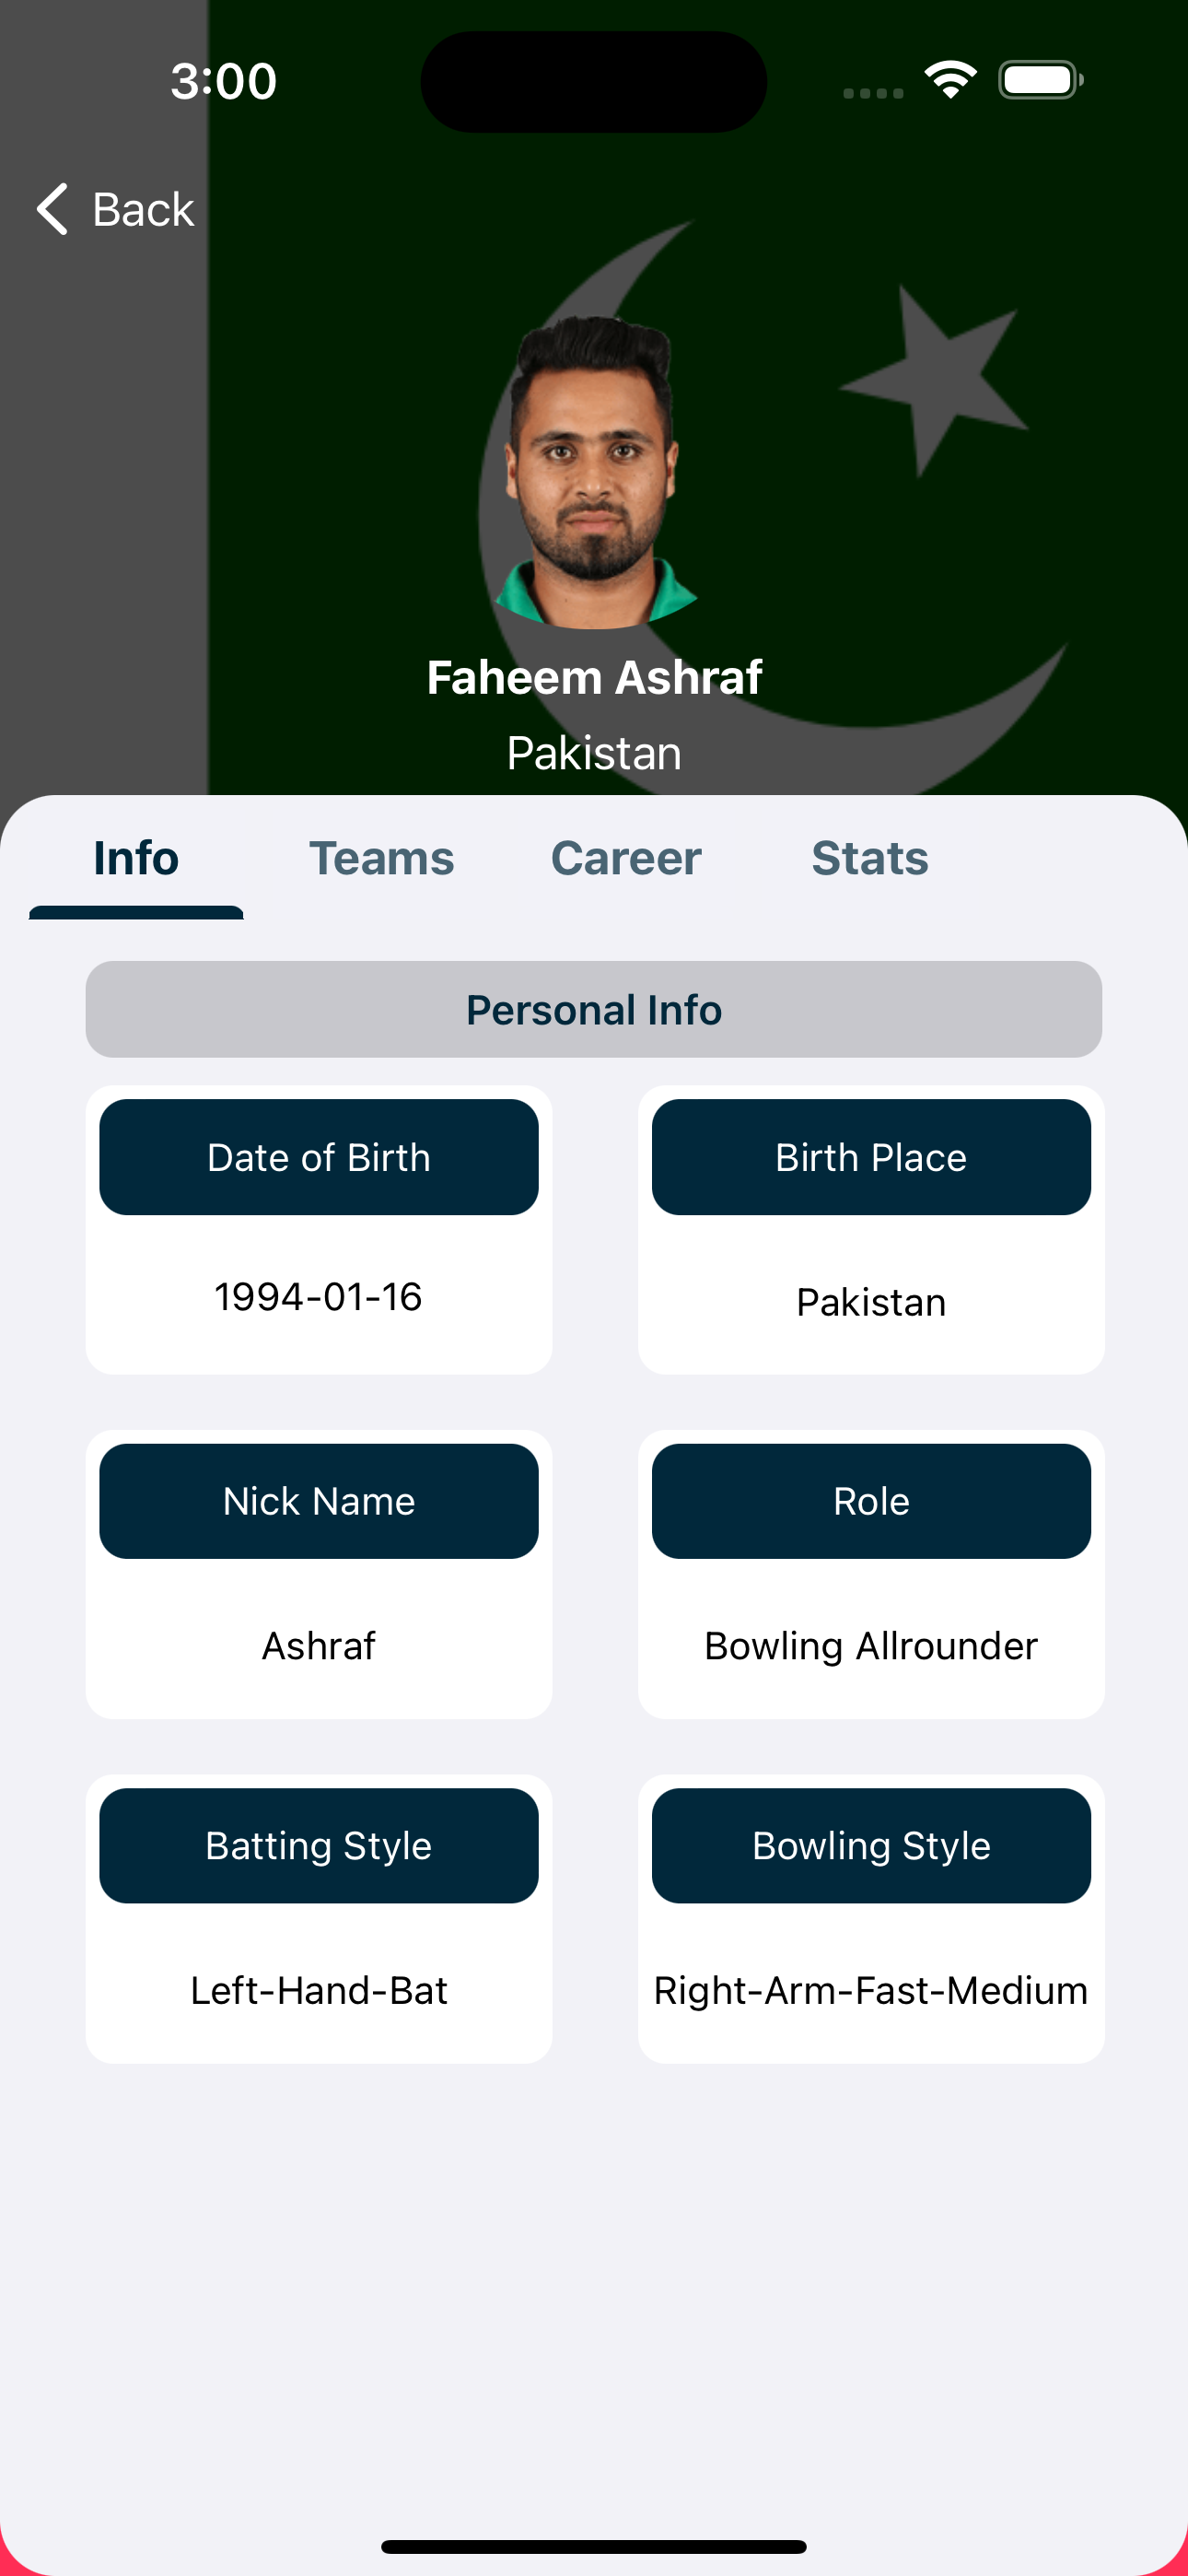 3:00
Back
Faheem Ashraf
Pakistan
Info Teams Career Stats
Personal Info
Date of Birth Birth Place
1994-01-16 Pakistan
Nick Name Role
Ashraf Bowling Allrounder
Batting Style Bowling Style
Left-Hand-Bat Right-Arm-Fast-Medium